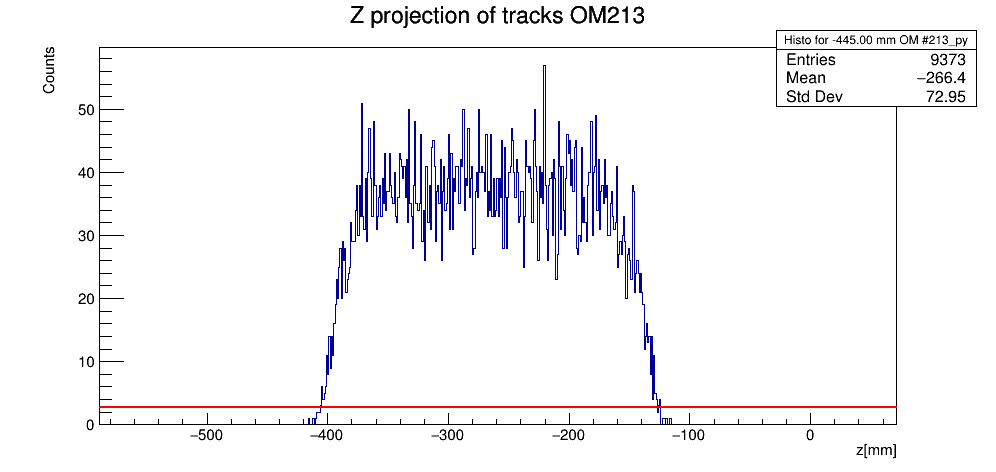 Z projection of tracks OM213
Histo for -445.00 mm OM #213_py
Entries 9373
Mean −266.4
Std Dev 72.95
Counts
50
40
30
20
10
0
−500 −400 −300 −200 −100 0
z[mm]